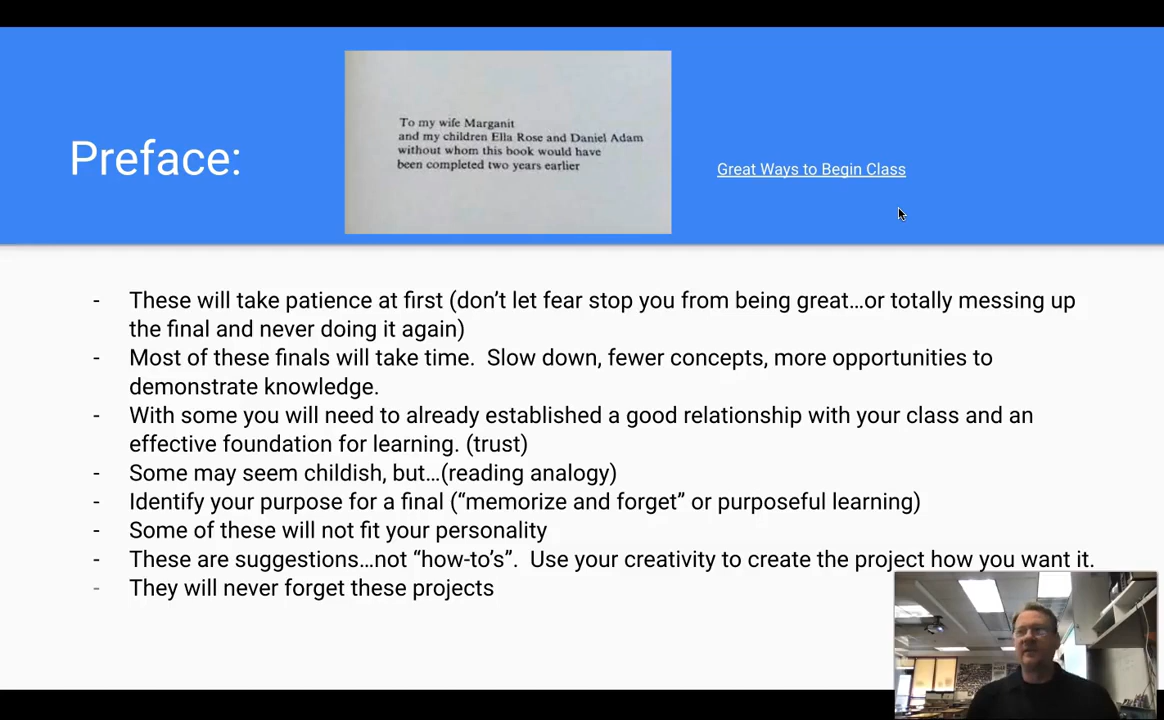 Preface:
To my wife Marganit
and my children Ella Rose and Daniel Adam
without whom this book would have
been completed two years earlier
Great Ways to Begin Class
- These will take patience at first (don’t let fear stop you from being great...or totally messing up
the final and never doing it again)
- Most of these finals will take time.  Slow down, fewer concepts, more opportunities to
demonstrate knowledge.
- With some you will need to already established a good relationship with your class and an
effective foundation for learning. (trust)
- Some may seem childish, but...(reading analogy)
- Identify your purpose for a final (“memorize and forget” or purposeful learning)
- Some of these will not fit your personality
- These are suggestions...not “how-to’s”.  Use your creativity to create the project how you want it.
- They will never forget these projects